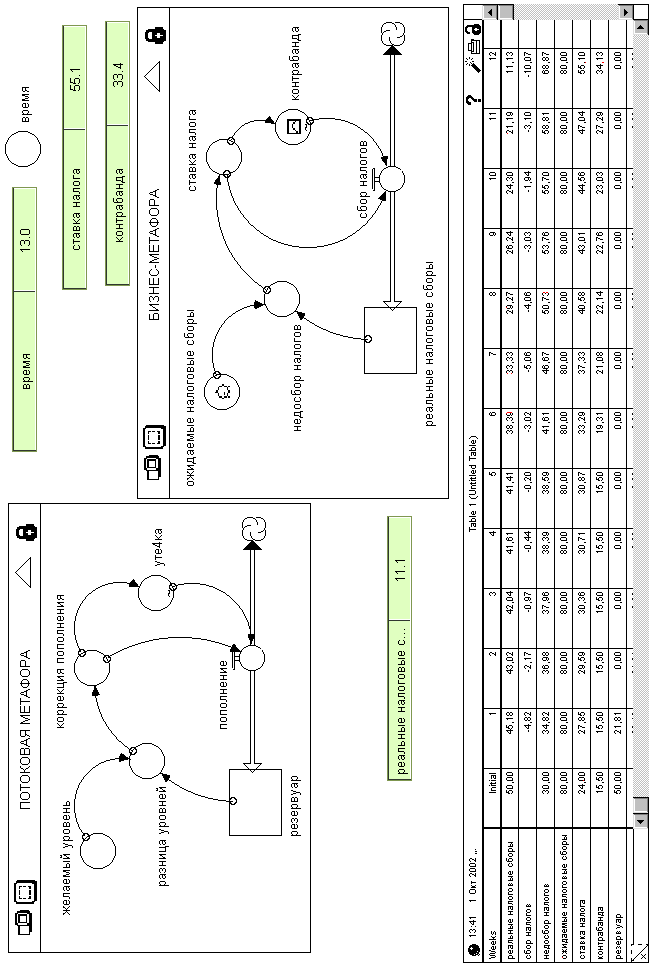 ПОТОКОВАЯ МЕТАФОРА
желаемый уровень
коррекция пополнения
разница уровней
уте4ка
пополнение
резервуар
время 13.0
время
ставка налога 55.1
контрабанда 33.4
БИЗНЕС-МЕТАФОРА
ожидаемые налоговые сборы
ставка налога
недосбор налогов
контрабанда
сбор налогов
реальные налоговые сборы
реальные налоговые с... 11.1
13:41 1 Окт 2002 ... Table 1 (Untitled Table) ?
Weeks Initial 1 2 3 4 5 6 7 8 9 10 11 12
реальные налоговые сборы 50,00 45,18 43,02 42,04 41,61 41,41 38,39 33,33 29,27 26,24 24,30 21,19 11,13
сбор налогов -4,82 -2,17 -0,97 -0,44 -0,20 -3,02 -5,06 -4,06 -3,03 -1,94 -3,10 -10,07
недосбор налогов 30,00 34,82 36,98 37,96 38,39 38,59 41,61 46,67 50,73 53,76 55,70 58,81 68,87
ожидаемые налоговые сборы 80,00 80,00 80,00 80,00 80,00 80,00 80,00 80,00 80,00 80,00 80,00 80,00 80,00
ставка налога 24,00 27,85 29,59 30,36 30,71 30,87 33,29 37,33 40,58 43,01 44,56 47,04 55,10
контрабанда 15,50 15,50 15,50 15,50 15,50 15,50 19,31 21,08 22,14 22,76 23,03 27,29 34,13
резервуар 50,00 21,81 0,00 0,00 0,00 0,00 0,00 0,00 0,00 0,00 0,00 0,00 0,00